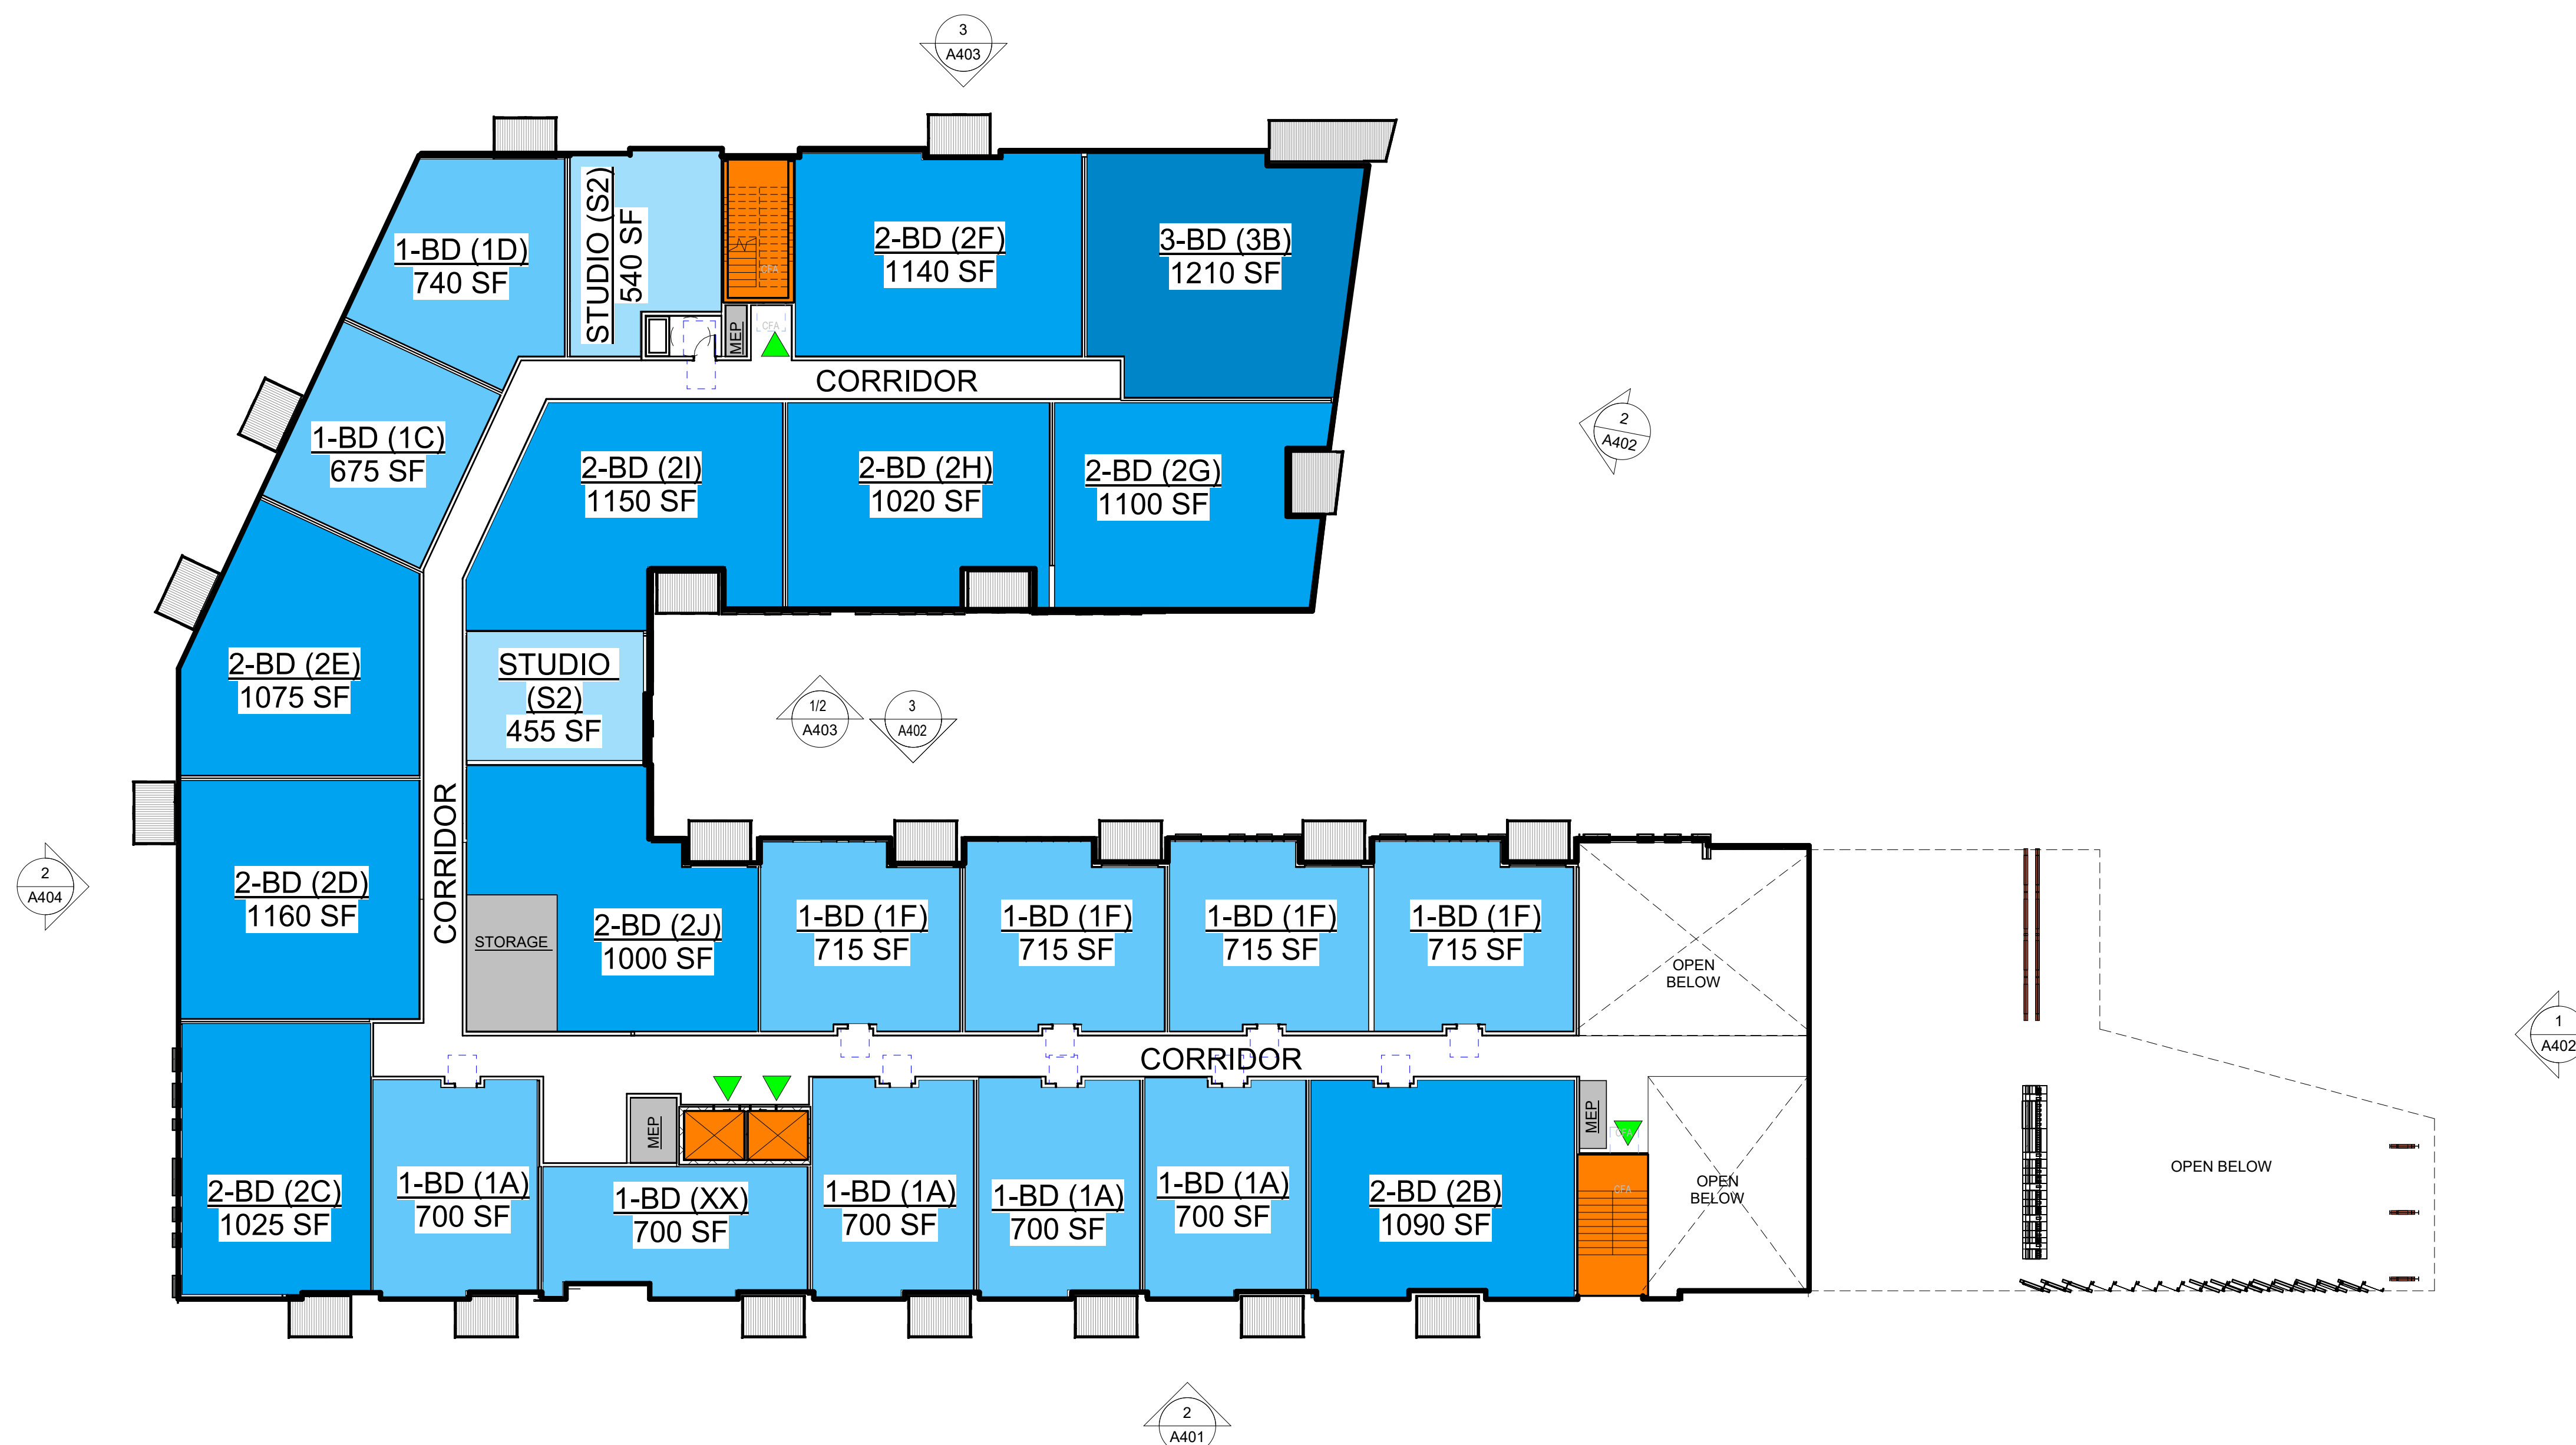 3
A403
1-BD (1D)
740 SF
STUDIO (S2)
540 SF
CFA
MEP
CFA
2-BD (2F)
1140 SF
3-BD (3B)
1210 SF
CORRIDOR
1-BD (1C)
675 SF
2-BD (2I)
1150 SF
2-BD (2H)
1020 SF
2-BD (2G)
1100 SF
2
A402
2-BD (2E)
1075 SF
STUDIO
(S2)
455 SF
1/2
A403
3
A402
2
A404
2-BD (2D)
1160 SF
CORRIDOR
STORAGE
2-BD (2J)
1000 SF
1-BD (1F)
715 SF
1-BD (1F)
715 SF
1-BD (1F)
715 SF
1-BD (1F)
715 SF
OPEN
BELOW
1
A402
CORRIDOR
2-BD (2C)
1025 SF
1-BD (1A)
700 SF
MEP
1-BD (XX)
700 SF
1-BD (1A)
700 SF
1-BD (1A)
700 SF
1-BD (1A)
700 SF
2-BD (2B)
1090 SF
MEP
CFA
CFA
OPEN
BELOW
OPEN BELOW
2
A401